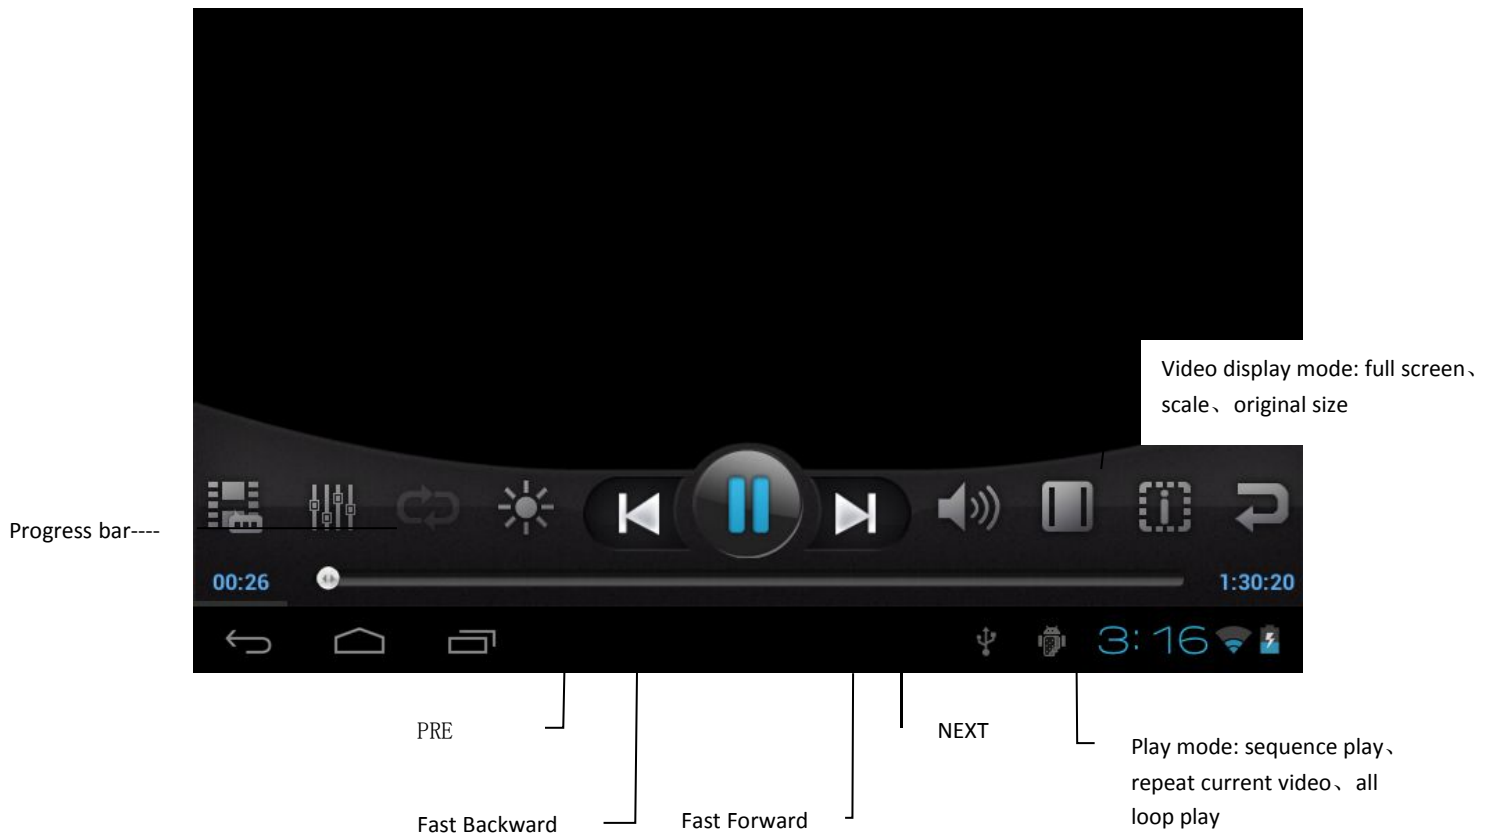 Video display mode: full screen、
scale、original size
Progress bar----
00:26
1:30:20
3:16
PRE
NEXT
Play mode: sequence play、
repeat current video、all
loop play
Fast Backward
Fast Forward